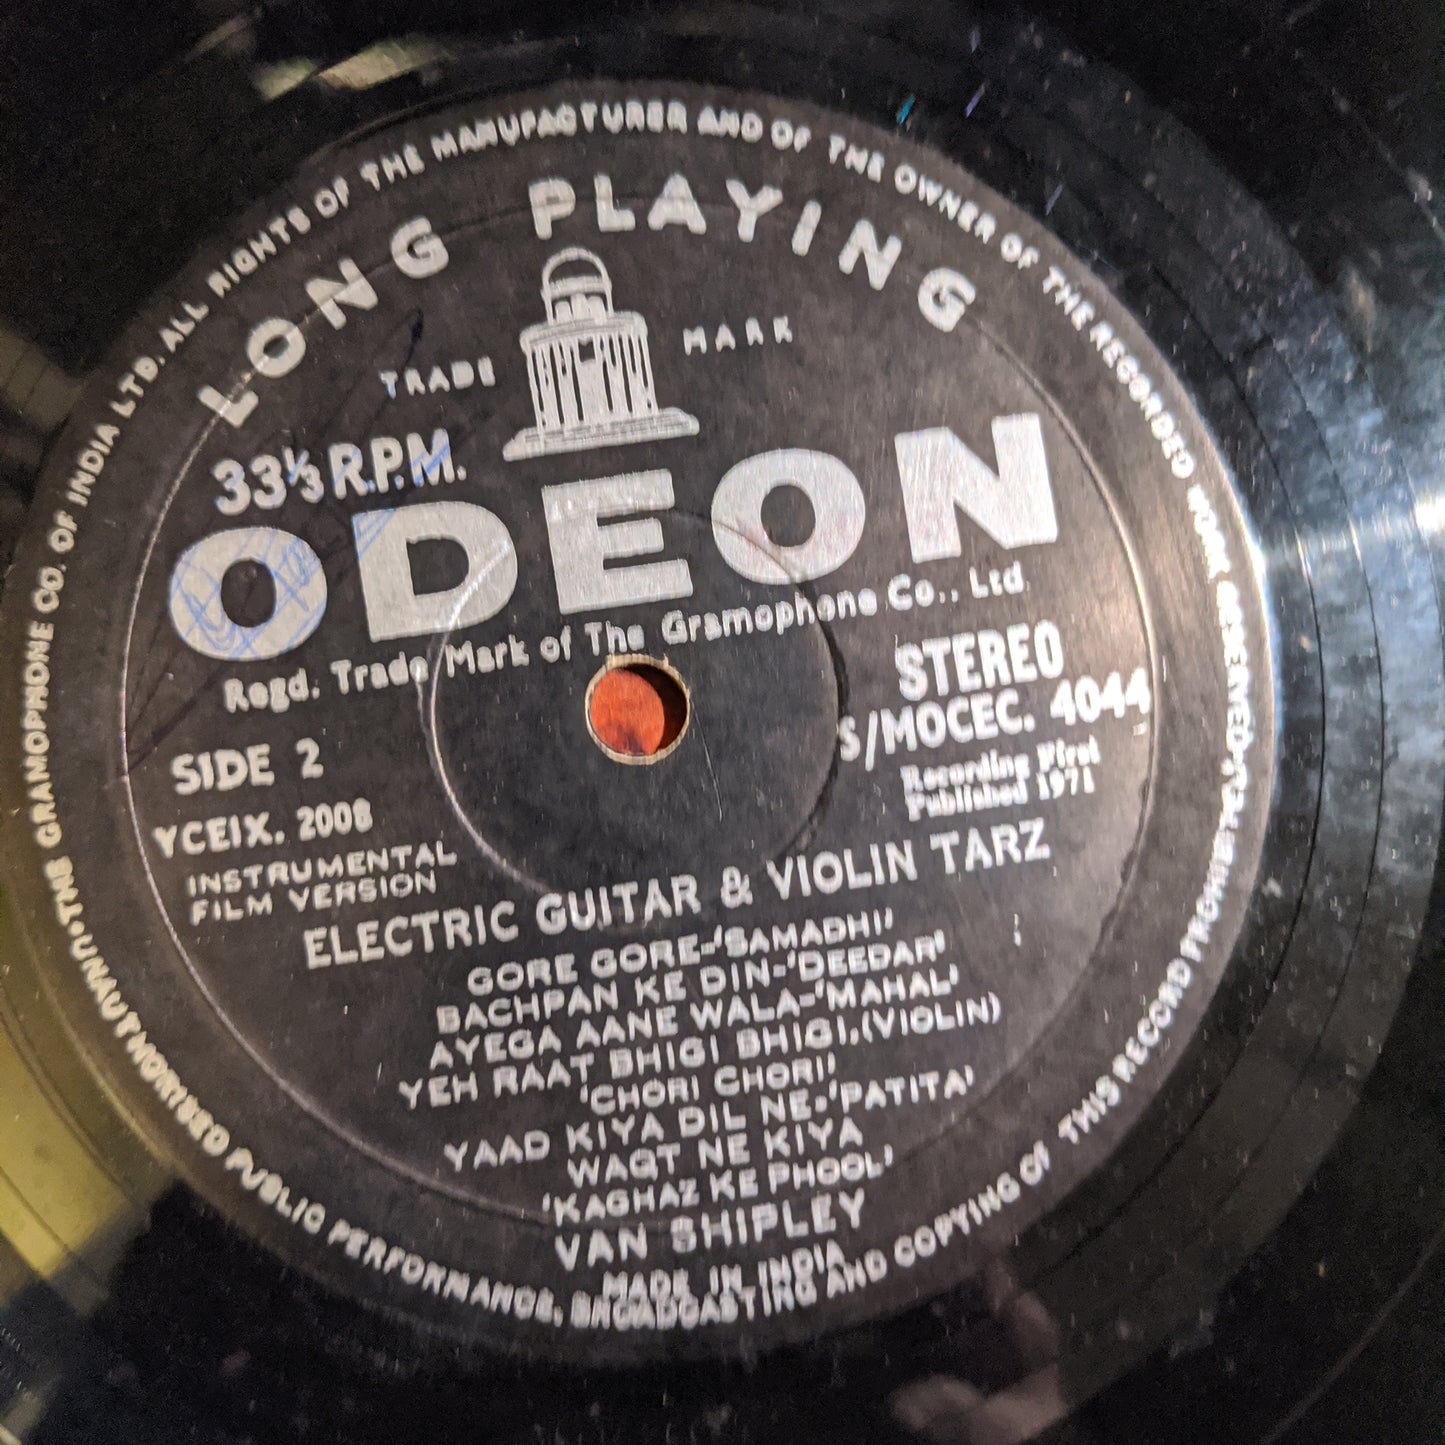 THE GRAMOPHONE CO. OF INDIA LTD. ALL RIGHTS OF THE MANUFACTURER AND OF THE OWNER OF THE RECORDED WORK RESERVED
UNAUTHORISED PUBLIC PERFORMANCE, BROADCASTING AND COPYING OF THIS RECORD PROHIBITED
LONG PLAYING
TRADE MARK
33⅓ R.P.M.
ODEON
Regd. Trade Mark of The Gramophone Co., Ltd
STEREO
S/MOCEC. 4044
Recording First
Published 1971
SIDE 2
YCEIX. 2008
INSTRUMENTAL
FILM VERSION
ELECTRIC GUITAR & VIOLIN TARZ
GORE GORE-'SAMADHI'
BACHPAN KE DIN-'DEEDAR'
AYEGA AANE WALA-'MAHAL'
YEH RAAT BHIGI BHIGI, (VIOLIN)
'CHORI CHORI'
YAAD KIYA DIL NE-'PATITA'
WAQT NE KIYA
'KAGHAZ KE PHOOL'
VAN SHIPLEY
MADE IN INDIA